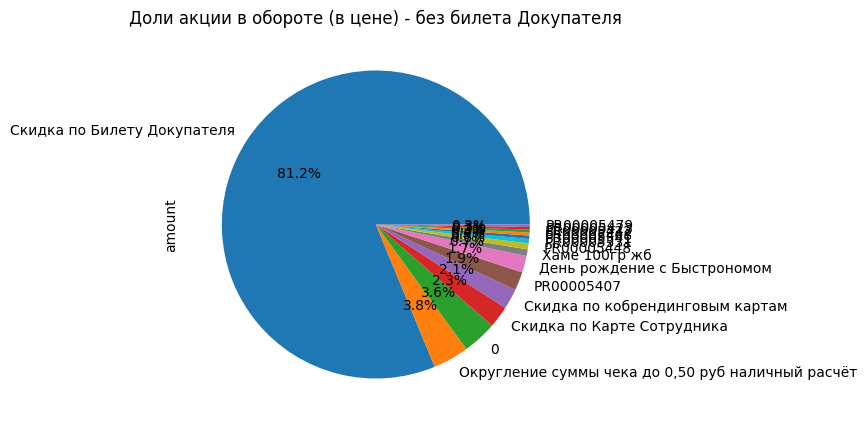 Доли акции в обороте (в цене) - без билета Докупателя
Скидка по Билету Докупателя
81.2%
amount
PR00005479
PR00005448
Хаме 100гр жб
День рождение с Быстрономом
PR00005407
Скидка по кобрендинговым картам
Скидка по Карте Сотрудника
0
Округление суммы чека до 0,50 руб наличный расчёт
1.7%
1.9%
2.1%
2.3%
3.6%
3.8%